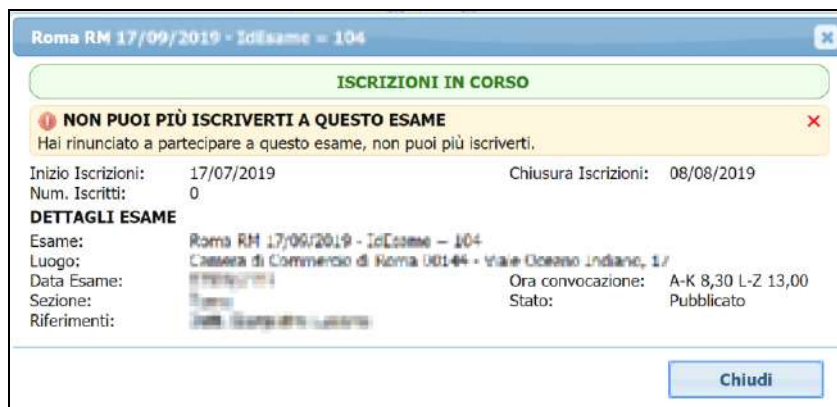 Roma RM 17/09/2019 - IdEsame = 104
ISCRIZIONI IN CORSO
NON PUOI PIÙ ISCRIVERTI A QUESTO ESAME
Hai rinunciato a partecipare a questo esame, non puoi più iscriverti.
Inizio Iscrizioni: 17/07/2019 Chiusura Iscrizioni: 08/08/2019
Num. Iscritti: 0
DETTAGLI ESAME
Esame: Roma RM 17/09/2019 - IdEsame = 104
Luogo: Camera di Commercio di Roma 00144 - Viale Oceano Indiano, 17
Data Esame: Ora convocazione: A-K 8,30 L-Z 13,00
Sezione: Stato: Pubblicato
Riferimenti:
Chiudi